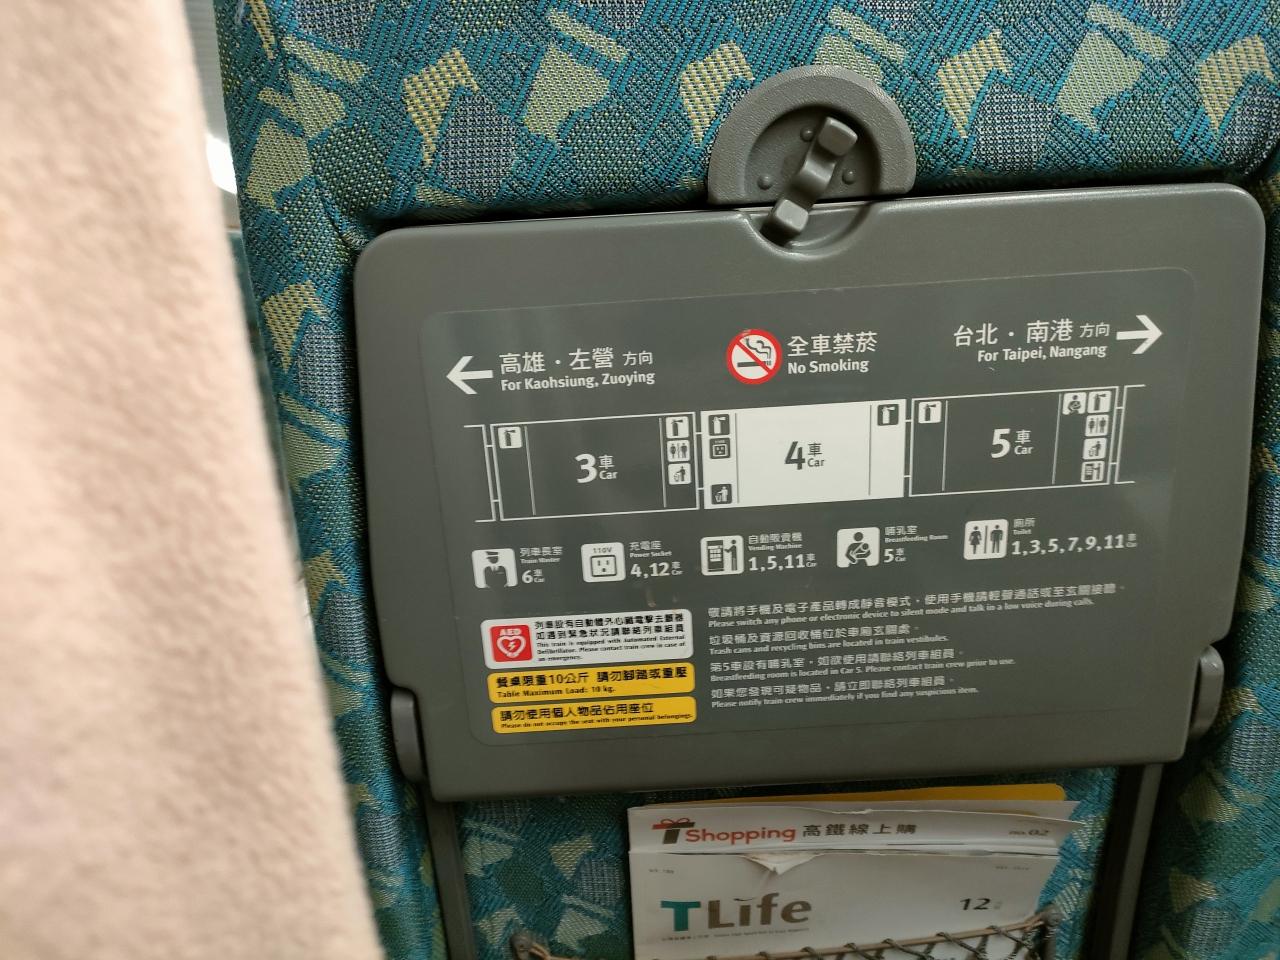 高雄・左營 方向
For Kaohsiung, Zuoying
全車禁菸
No Smoking
台北・南港 方向
For Taipei, Nangang
3車
Car
4車
Car
5車
Car
列車長室
Train Master
6車
Car
110V
充電座
Power Socket
4,12車
Car
自動販賣機
Vending Machine
1,5,11車
Car
哺乳室
Breastfeeding Room
5車
Car
廁所
Toilet
1,3,5,7,9,11車
Car
AED
列車設有自動體外心臟電擊去顫器
如遇到緊急狀況請聯絡列車組員
This train is equipped with Automated External
Defibrillator. Please contact train crew in case of
an emergency.
餐桌限重10公斤 請勿腳踏或重壓
Table Maximum Load: 10 kg.
請勿使用個人物品佔用座位
Please do not occupy the seat with your personal belongings.
敬請將手機及電子產品轉成靜音模式，使用手機請輕聲通話或至玄關接聽。
Please switch any phone or electronic device to silent mode and talk in a low voice during calls.
垃圾桶及資源回收桶位於車廂玄關處。
Trash cans and recycling bins are located in train vestibules.
第5車設有哺乳室，如欲使用請聯絡列車組員。
Breastfeeding room is located in Car 5. Please contact train crew prior to use.
如果您發現可疑物品，請立即聯絡列車組員。
Please notify train crew immediately if you find any suspicious item.
TShopping 高鐵線上購
no.02
TLife
12